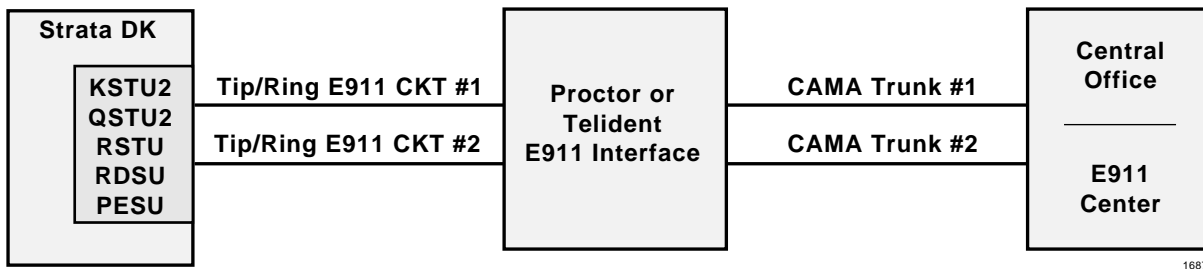 Strata DK
KSTU2
QSTU2
RSTU
RDSU
PESU
Tip/Ring E911 CKT #1
Tip/Ring E911 CKT #2
Proctor or
Telident
E911 Interface
CAMA Trunk #1
CAMA Trunk #2
Central
Office
E911
Center